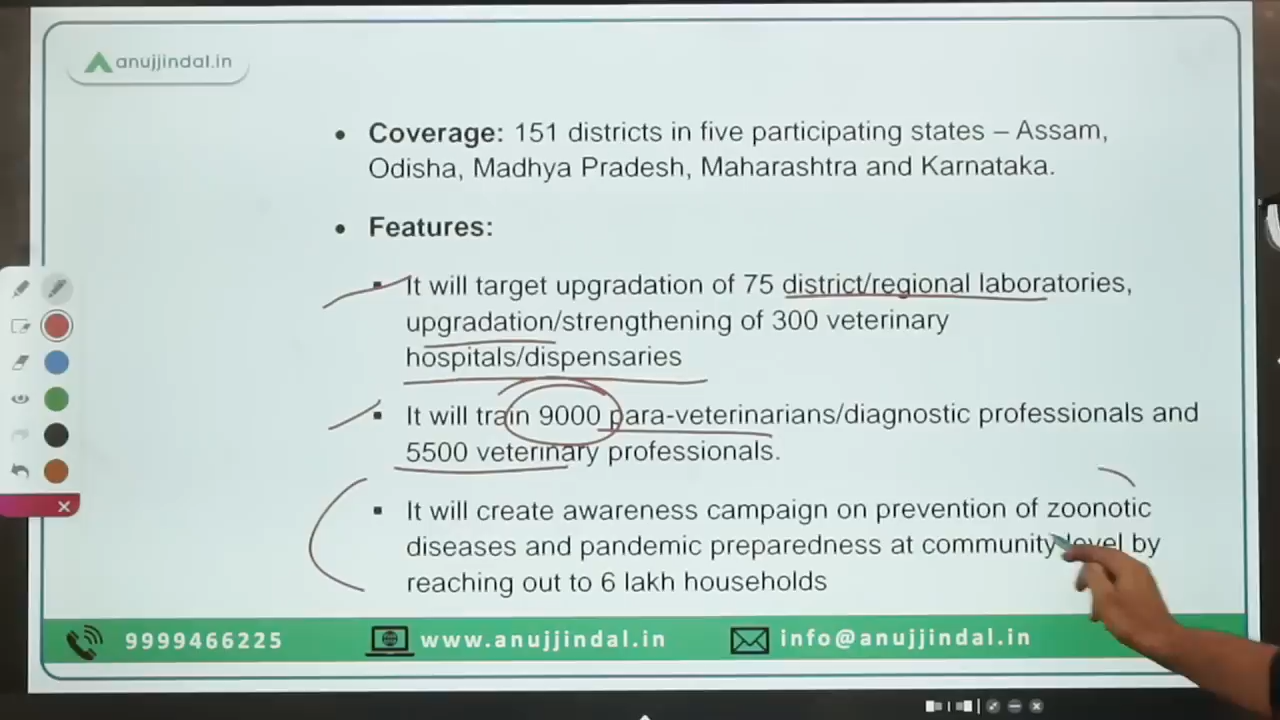 anujjindal.in
• Coverage: 151 districts in five participating states – Assam,
Odisha, Madhya Pradesh, Maharashtra and Karnataka.
• Features:
▪ It will target upgradation of 75 district/regional laboratories,
upgradation/strengthening of 300 veterinary
hospitals/dispensaries
▪ It will train 9000 para-veterinarians/diagnostic professionals and
5500 veterinary professionals.
▪ It will create awareness campaign on prevention of zoonotic
diseases and pandemic preparedness at community level by
reaching out to 6 lakh households
9999466225 www.anujjindal.in info@anujjindal.in